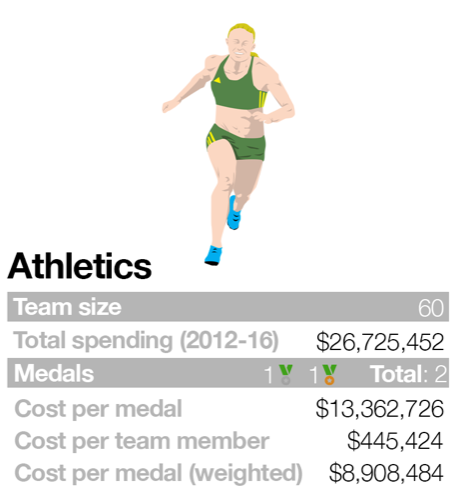 Athletics
Team size 60
Total spending (2012-16) $26,725,452
Medals 1 1 Total: 2
Cost per medal $13,362,726
Cost per team member $445,424
Cost per medal (weighted) $8,908,484